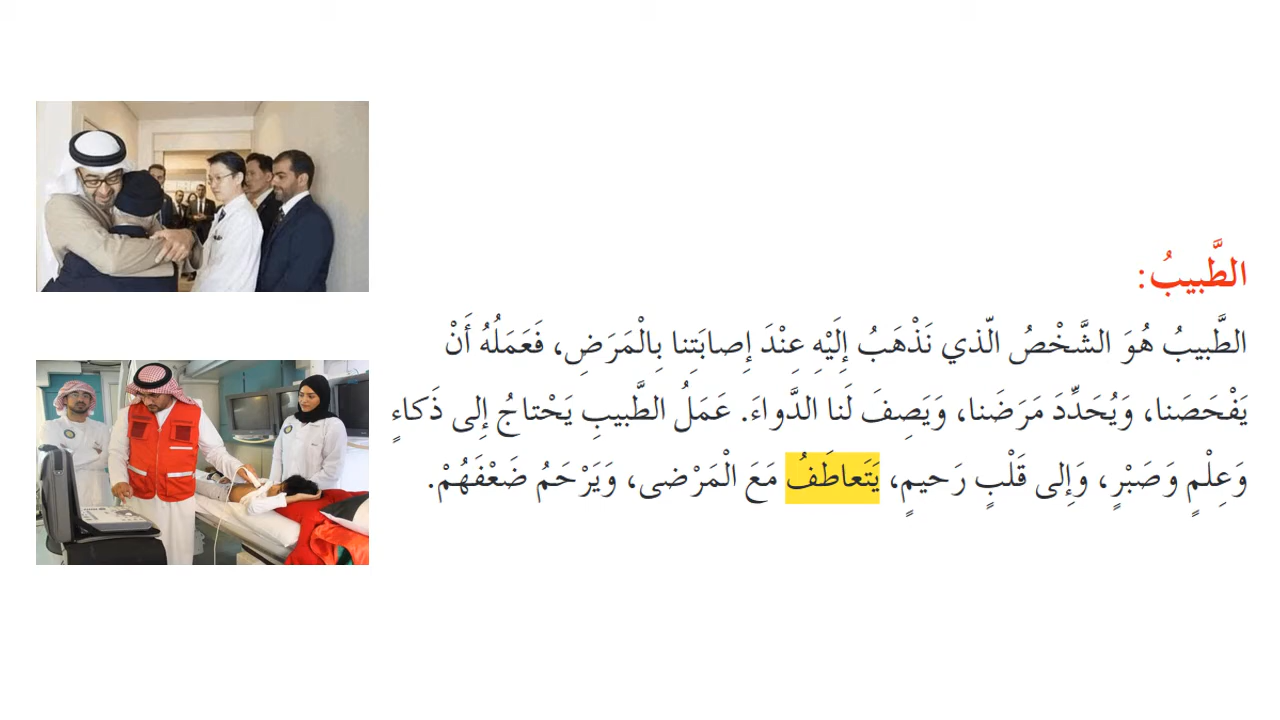 الطَّبيبُ:
الطَّبيبُ هُوَ الشَّخْصُ الّذي نَذْهَبُ إِلَيْهِ عِنْدَ إِصابَتِنا بِالْمَرَضِ، فَعَمَلُهُ أَنْ
يَفْحَصَنا، وَيُحَدِّدَ مَرَضَنا، وَيَصِفَ لَنا الدَّواءَ. عَمَلُ الطَّبيبِ يَحْتاجُ إِلى ذَكاءٍ
وَعِلْمٍ وَصَبْرٍ، وَإِلى قَلْبٍ رَحيمٍ، يَتَعاطَفُ مَعَ الْمَرْضى، وَيَرْحَمُ ضَعْفَهُمْ.